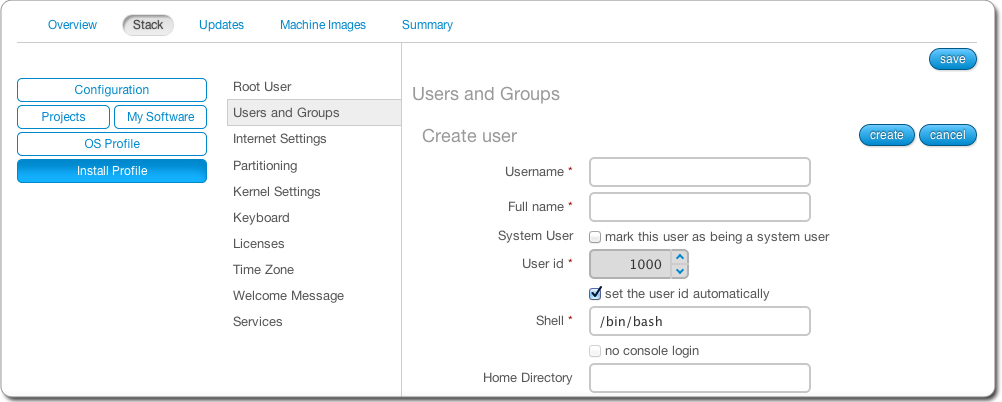 Overview Stack Updates Machine Images Summary
save
Configuration
Projects My Software
OS Profile
Install Profile
Root User
Users and Groups
Internet Settings
Partitioning
Kernel Settings
Keyboard
Licenses
Time Zone
Welcome Message
Services
Users and Groups
Create user create cancel
Username *
Full name *
System User mark this user as being a system user
User id * 1000
set the user id automatically
Shell * /bin/bash
no console login
Home Directory